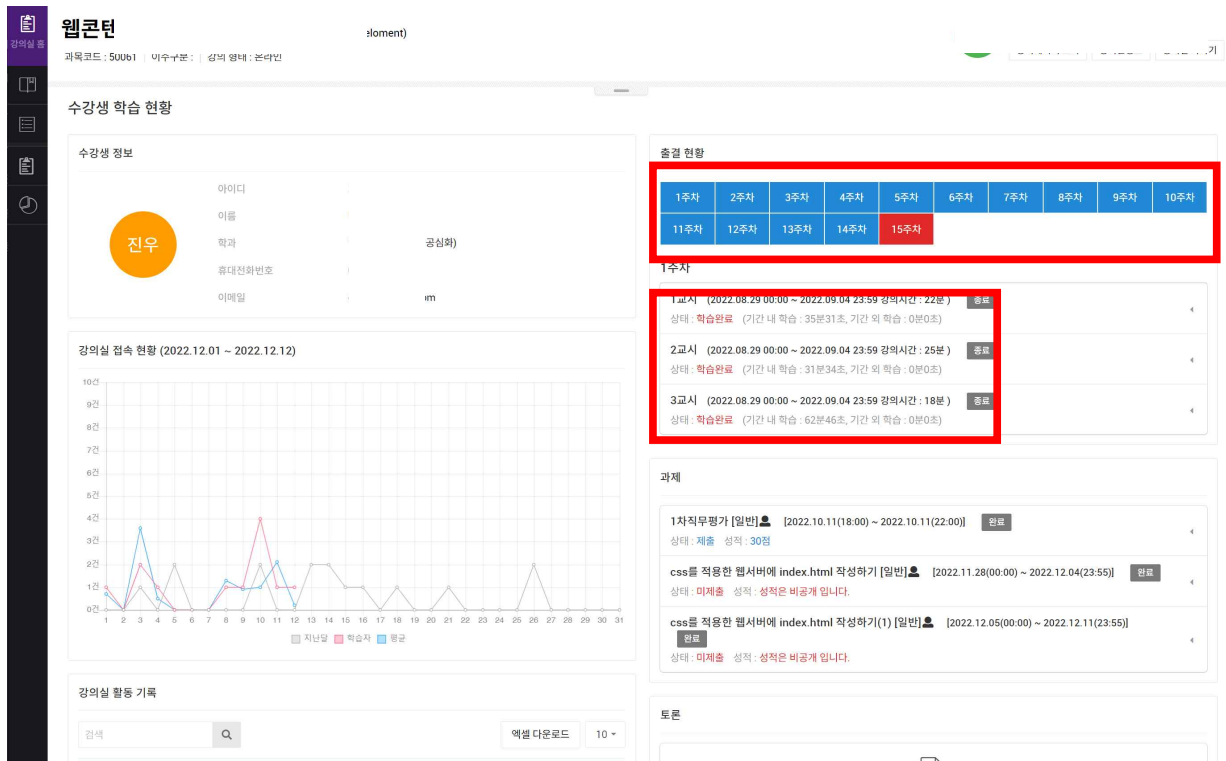 강의실 홈
웹콘텐
eloment)
과목코드 : 50061 이수구분 : 강의 형태 : 온라인
수강생 학습 현황
수강생 정보
진우
아이디
이름
학과 공심화)
휴대전화번호
이메일 om
강의실 접속 현황 (2022.12.01 ~ 2022.12.12)
10건
9건
8건
7건
6건
5건
4건
3건
2건
1건
0건
1 2 3 4 5 6 7 8 9 10 11 12 13 14 15 16 17 18 19 20 21 22 23 24 25 26 27 28 29 30 31
지난달 학습자 평균
강의실 활동 기록
검색 엑셀 다운로드 10
출결 현황
1주차 2주차 3주차 4주차 5주차 6주차 7주차 8주차 9주차 10주차
11주차 12주차 13주차 14주차 15주차
1주차
1교시 (2022.08.29 00:00 ~ 2022.09.04 23:59 강의시간 : 22분 ) 종료
상태 : 학습완료 (기간 내 학습 : 35분31초, 기간 외 학습 : 0분0초)
2교시 (2022.08.29 00:00 ~ 2022.09.04 23:59 강의시간 : 25분 ) 종료
상태 : 학습완료 (기간 내 학습 : 31분34초, 기간 외 학습 : 0분0초)
3교시 (2022.08.29 00:00 ~ 2022.09.04 23:59 강의시간 : 18분 ) 종료
상태 : 학습완료 (기간 내 학습 : 62분46초, 기간 외 학습 : 0분0초)
과제
1차직무평가 [일반] [2022.10.11(18:00) ~ 2022.10.11(22:00)] 완료
상태 : 제출 성적 : 30점
css를 적용한 웹서버에 index.html 작성하기 [일반] [2022.11.28(00:00) ~ 2022.12.04(23:55)] 완료
상태 : 미제출 성적 : 성적은 비공개 입니다.
css를 적용한 웹서버에 index.html 작성하기(1) [일반] [2022.12.05(00:00) ~ 2022.12.11(23:55)]
완료
상태 : 미제출 성적 : 성적은 비공개 입니다.
토론